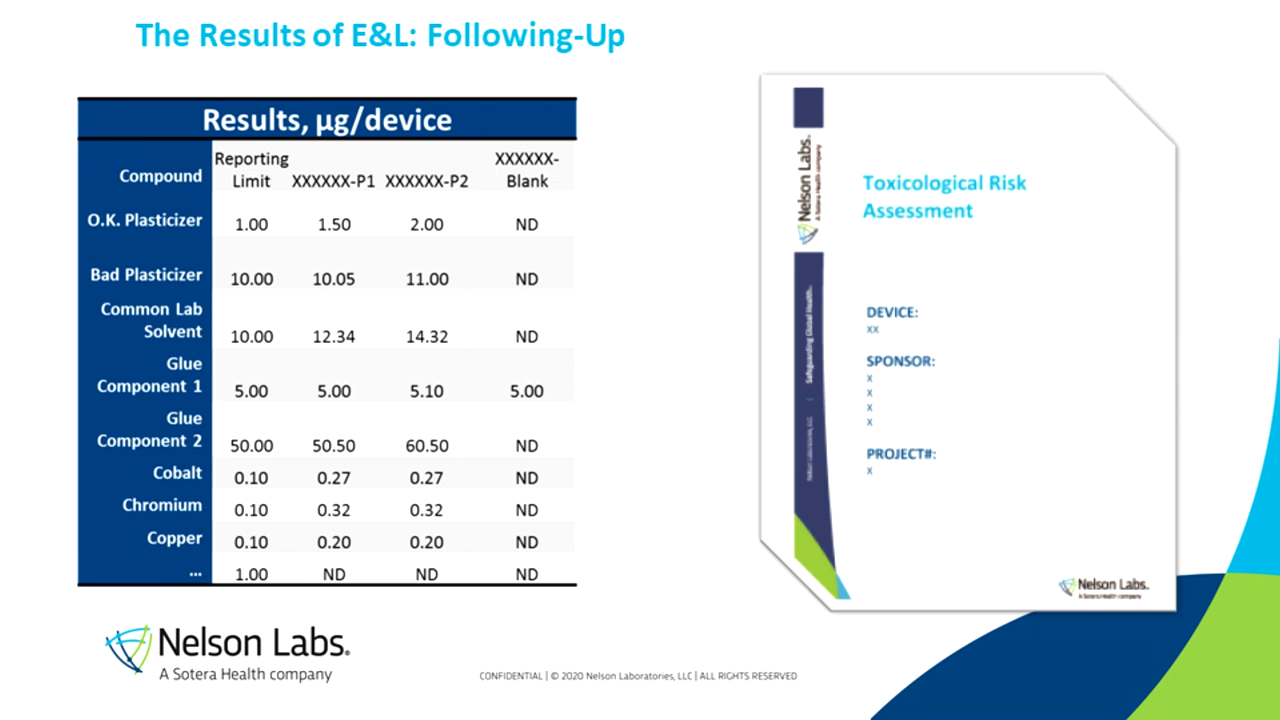 The Results of E&L: Following-Up
Results, µg/device
Compound Reporting Limit XXXXXX-P1 XXXXXX-P2 XXXXXX-Blank
O.K. Plasticizer 1.00 1.50 2.00 ND
Bad Plasticizer 10.00 10.05 11.00 ND
Common Lab Solvent 10.00 12.34 14.32 ND
Glue Component 1 5.00 5.00 5.10 5.00
Glue Component 2 50.00 50.50 60.50 ND
Cobalt 0.10 0.27 0.27 ND
Chromium 0.10 0.32 0.32 ND
Copper 0.10 0.20 0.20 ND
... 1.00 ND ND ND
Nelson Labs.
A Sotera Health company
Safeguarding Global Health.
Toxicological Risk
Assessment
DEVICE:
XX
SPONSOR:
X
X
X
X
PROJECT#:
X
Nelson Labs.
A Sotera Health company
Nelson Labs.®
A Sotera Health company
CONFIDENTIAL | © 2020 Nelson Laboratories, LLC | ALL RIGHTS RESERVED